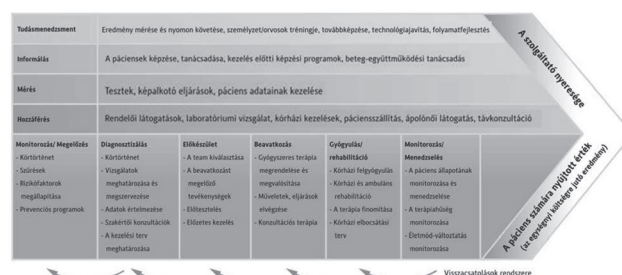 Tudásmenedzsment
Eredmény mérése és nyomon követése, személyzet/orvosok tréningje, továbbképzése, technológiajavítás, folyamatfejlesztés
Informálás
A páciensek képzése, tanácsadása, kezelés előtti képzési programok, beteg-együttműködési tanácsadás
Mérés
Tesztek, képalkotó eljárások, páciens adatainak kezelése
Hozzáférés
Rendelői látogatások, laboratóriumi vizsgálat, kórházi kezelések, páciensszállítás, ápolónői látogatás, távkonzultáció
Monitorozás/ Megelőzés
- Kórtörténet
- Szűrések
- Rizikófaktorok
megállapítása
- Prevenciós programok
Diagnosztizálás
- Kórtörténet
- Vizsgálatok
meghatározása és
megszervezése
- Adatok értelmezése
- Szakértői konzultációk
- A kezelési terv
meghatározása
Előkészület
- A team kiválasztása
- A beavatkozást
megelőző
tevékenységek
- Előtesztelés
- Előzetes kezelés
Beavatkozás
- Gyógyszeres terápia
megrendelése és
megvalósítása
- Műveletek, eljárások
elvégzése
- Konzultációs terápia
Gyógyulás/
rehabilitáció
- Kórházi felgyógyulás
- Kórházi és ambuláns
rehabilitáció
- A terápia finomítása
- Kórházi elbocsátási
terv
Monitorozás/
Menedzselés
- A páciens állapotának
monitorozása és
menedzselése
- A terápiahűség
monitorozása
- Életmód-változtatás
monitorozása
A szolgáltató nyeresége
A páciens számára nyújtott érték
(az egységnyi költségre jutó eredmény)
Visszacsatolások rendszere